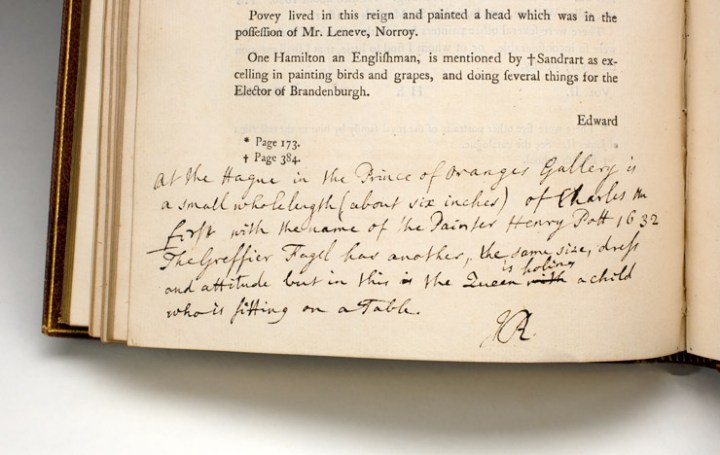 Povey lived in this reign and painted a head which was in the
poſſeſſion of Mr. Leneve, Norroy.
One Hamilton an Engliſhman, is mentioned by † Sandrart as ex-
celling in painting birds and grapes, and doing ſeveral things for the
Elector of Brandenburgh.
Edward
* Page 173.
† Page 384.
At the Hague in the Prince of Oranges Gallery is
a small wholelength (about six inches) of Charles the
firſt with the name of the Painter Henry Pott 1632
The Greffier Fagel has another, the same size, dreſs
and attitude but in this is the Queen is holing a child
who is ſitting on a Table.